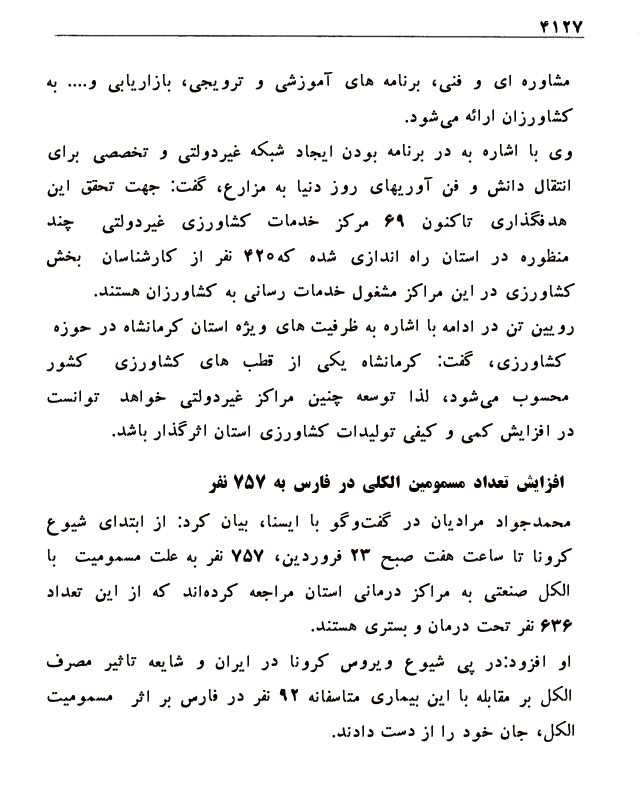 ۴۱۲۷
مشاوره ای و فنی، برنامه های آموزشی و ترویجی، بازاریابی و.... به
کشاورزان ارائه می‌شود.
وی با اشاره به در برنامه بودن ایجاد شبکه غیردولتی و تخصصی برای
انتقال دانش و فن آوریهای روز دنیا به مزارع، گفت: جهت تحقق این
هدفگذاری تاکنون ۶۹ مرکز خدمات کشاورزی غیردولتی چند
منظوره در استان راه اندازی شده که۴۲۰ نفر از کارشناسان بخش
کشاورزی در این مراکز مشغول خدمات رسانی به کشاورزان هستند.
رویین تن در ادامه با اشاره به ظرفیت های ویژه استان کرمانشاه در حوزه
کشاورزی، گفت: کرمانشاه یکی از قطب های کشاورزی کشور
محسوب می‌شود، لذا توسعه چنین مراکز غیردولتی خواهد توانست
در افزایش کمی و کیفی تولیدات کشاورزی استان اثرگذار باشد.
افزایش تعداد مسمومین الکلی در فارس به ۷۵۷ نفر
محمدجواد مرادیان در گفت‌وگو با ایسنا، بیان کرد: از ابتدای شیوع
کرونا تا ساعت هفت صبح ۲۳ فروردین، ۷۵۷ نفر به علت مسمومیت با
الکل صنعتی به مراکز درمانی استان مراجعه کرده‌اند که از این تعداد
۶۳۶ نفر تحت درمان و بستری هستند.
او افزود:در پی شیوع ویروس کرونا در ایران و شایعه تاثیر مصرف
الکل بر مقابله با این بیماری متاسفانه ۹۲ نفر در فارس بر اثر مسمومیت
الکل، جان خود را از دست دادند.